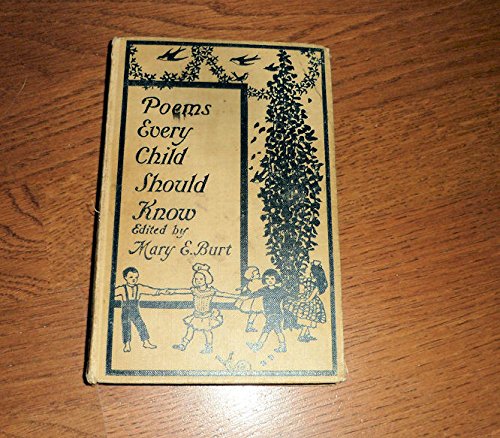 Poems
Every
Child
Should
Know
Edited by
Mary E. Burt